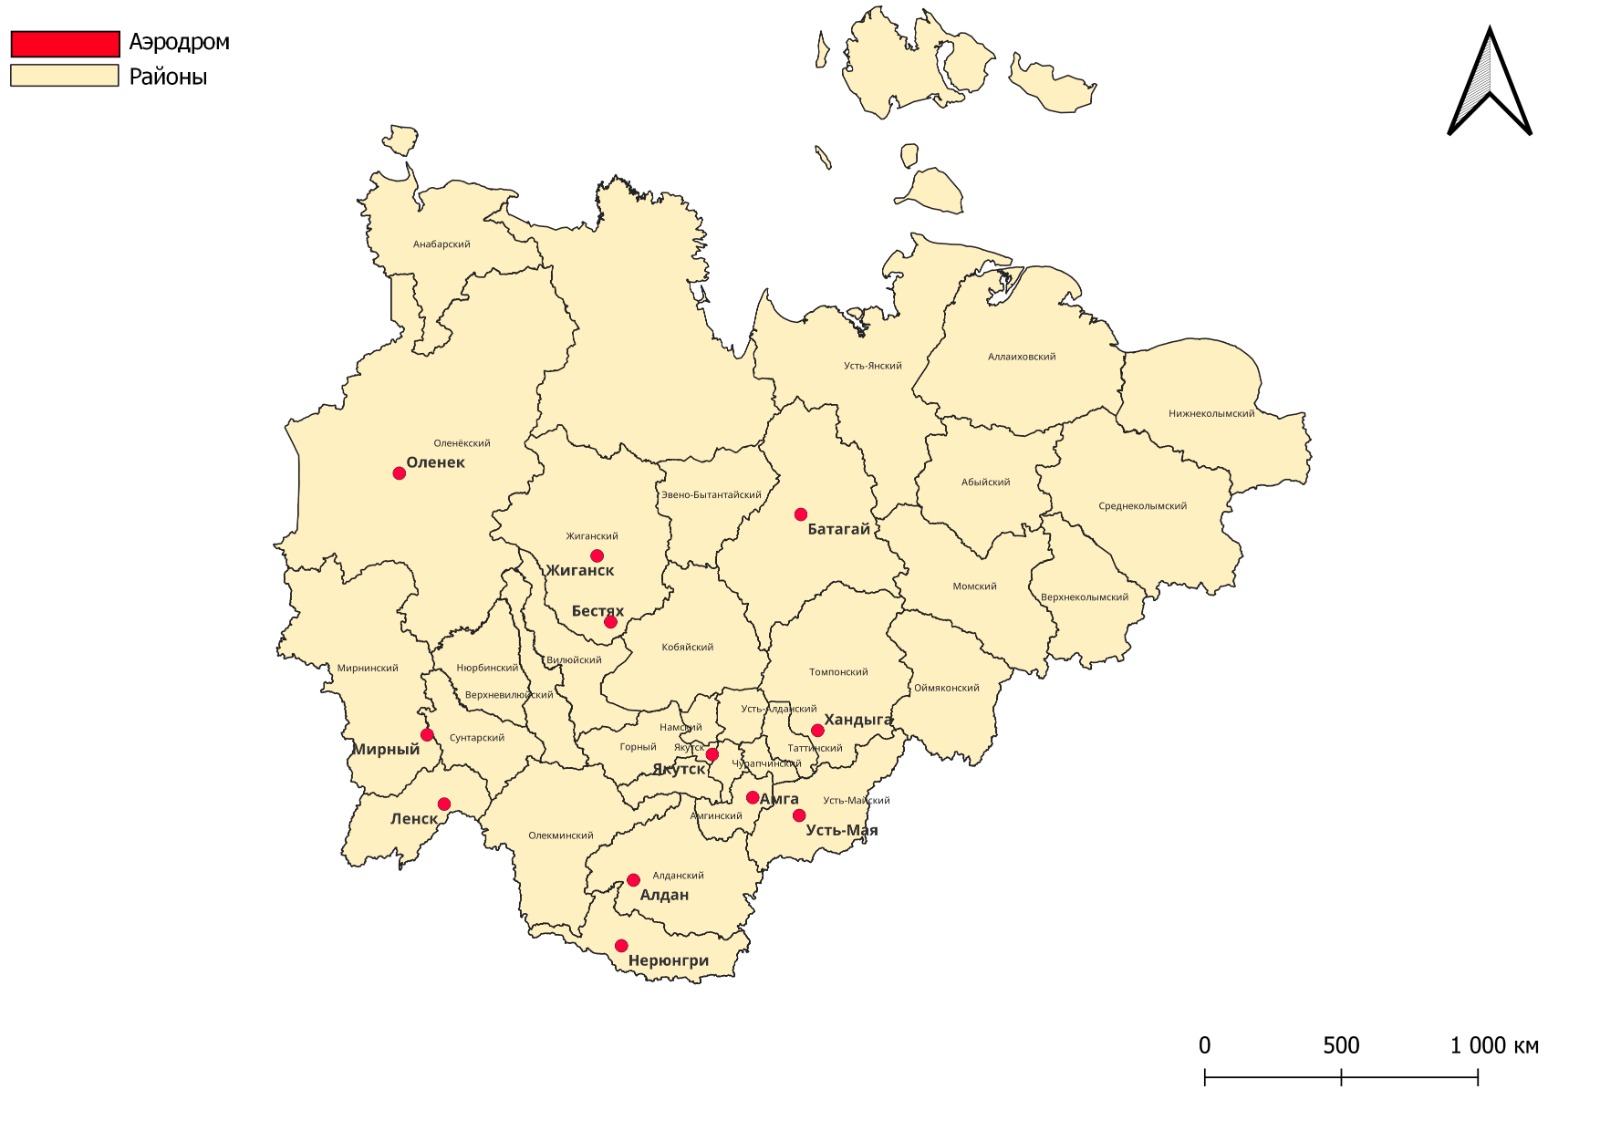 Аэродром
Районы
Анабарский
Усть-Янский
Аллаиховский
Нижнеколымский
Оленёкский
Оленек
Эвено-Бытантайский
Абыйский
Среднеколымский
Батагай
Жиганский
Жиганск
Момский
Верхнеколымский
Бестях
Кобяйский
Вилюйский
Мирнинский
Нюрбинский
Томпонский
Оймяконский
Верхневилюйский
Усть-Алданский
Хандыга
Намский
Сунтарский
Горный
Якутск
Таттинский
Мирный
Чурапчинский
Якутск
Амга
Усть-Майский
Ленск
Амгинский
Усть-Мая
Олекминский
Алданский
Алдан
Нерюнгри
0 500 1 000 км